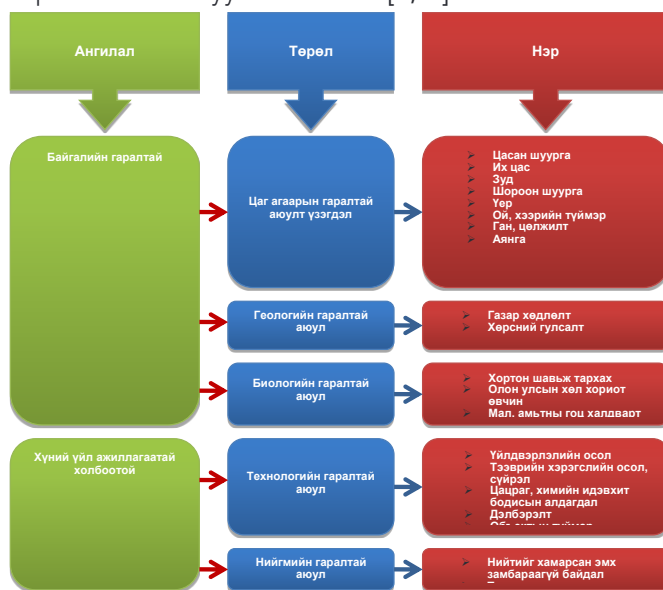 Ангилал
Төрөл
Нэр
Байгалийн гаралтай
Цаг агаарын гаралтай
аюулт үзэгдэл
Цасан шуурга
Их цас
Зуд
Шороон шуурга
Үер
Ой, хээрийн түймэр
Ган, цөлжилт
Аянга
Геологийн гаралтай
аюул
Газар хөдлөлт
Хөрсний гулсалт
Биологийн гаралтай
аюул
Хортон шавьж тархах
Олон улсын хөл хориот
өвчин
Мал, амьтны гоц халдварт
Хүний үйл ажиллагаатай
холбоотой
Технологийн гаралтай
аюул
Үйлдвэрлэлийн осол
Тээврийн хэрэгслийн осол,
сүйрэл
Цацраг, химийн идэвхит
бодисын алдагдал
Дэлбэрэлт
Нийгмийн гаралтай
аюул
Нийтийг хамарсан эмх
замбараагүй байдал